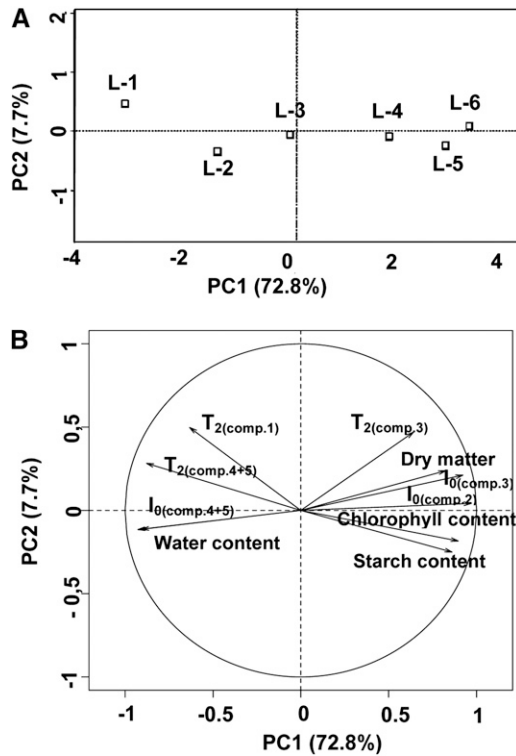 A
2
1
0
-1
PC2 (7.7%)
L-1
L-2
L-3
L-4
L-5
L-6
-4
-2
0
2
4
PC1 (72.8%)
B
1
0,5
0
- 0,5
-1
PC2 (7.7%)
T2(comp.1)
T2(comp.3)
T2(comp.4+5)
Dry matter
I0(comp.3)
I0(comp.2)
I0(comp.4+5)
Chlorophyll content
Water content
Starch content
-1
-0.5
0
0.5
1
PC1 (72.8%)